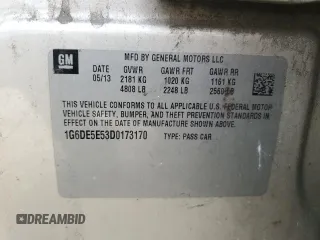 GM
MFD BY GENERAL MOTORS LLC
DATE GVWR GAWR FRT GAWR RR
05/13 2181 KG 1020 KG 1161 KG
4808 LB 2248 LB 2560 LB
THIS VEHICLE CONFORMS TO ALL APPLICABLE U.S. FEDERAL MOTOR
VEHICLE SAFETY, BUMPER, AND THEFT PREVENTION STANDARDS
IN EFFECT ON THE DATE OF MANUFACTURE SHOWN ABOVE.
1G6DE5E53D0173170 TYPE: PASS CAR
DREAMBID